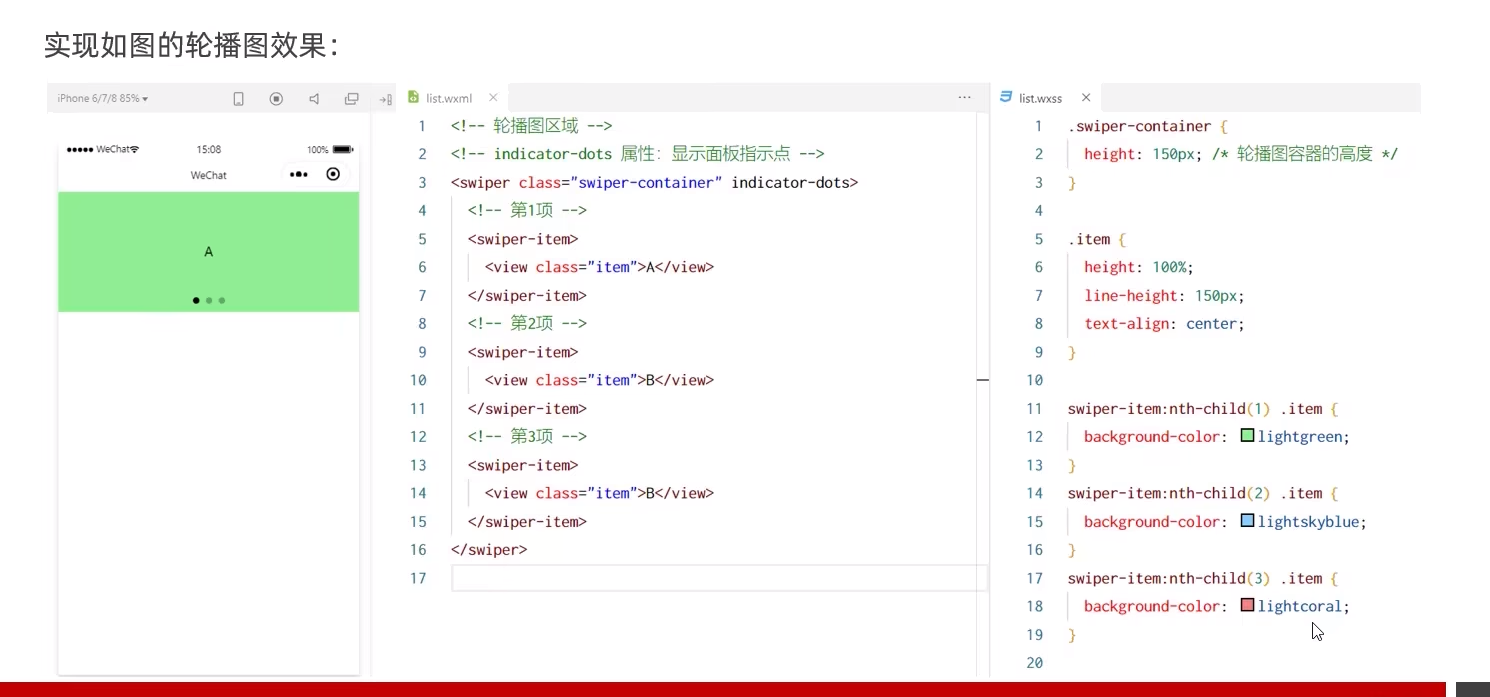 实现如图的轮播图效果：
iPhone 6/7/8 85%
WeChat
15:08
100%
WeChat
A
list.wxml
1 <!-- 轮播图区域 -->
2 <!-- indicator-dots 属性：显示面板指示点 -->
3 <swiper class="swiper-container" indicator-dots>
4 <!-- 第1项 -->
5 <swiper-item>
6 <view class="item">A</view>
7 </swiper-item>
8 <!-- 第2项 -->
9 <swiper-item>
10 <view class="item">B</view>
11 </swiper-item>
12 <!-- 第3项 -->
13 <swiper-item>
14 <view class="item">B</view>
15 </swiper-item>
16 </swiper>
17
list.wxss
1 .swiper-container {
2 height: 150px; /* 轮播图容器的高度 */
3 }
4
5 .item {
6 height: 100%;
7 line-height: 150px;
8 text-align: center;
9 }
10
11 swiper-item:nth-child(1) .item {
12 background-color: lightgreen;
13 }
14 swiper-item:nth-child(2) .item {
15 background-color: lightskyblue;
16 }
17 swiper-item:nth-child(3) .item {
18 background-color: lightcoral;
19 }
20